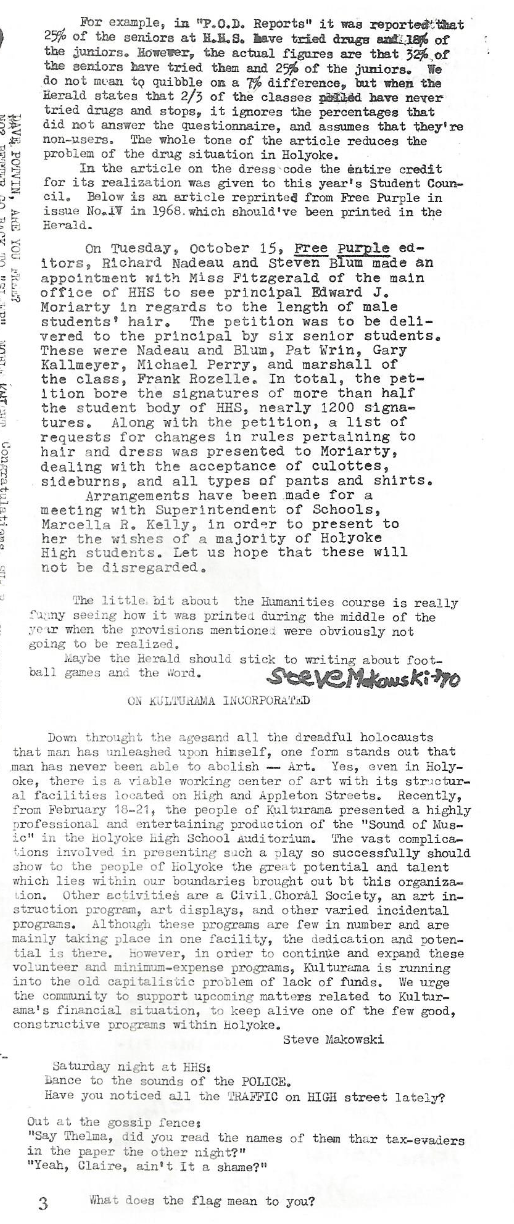 For example, in "P.O.D. Reports" it was reported that
25% of the seniors at H.H.S. have tried drugs and 18% of
the juniors. However, the actual figures are that 32% of
the seniors have tried them and 25% of the juniors. We
do not mean to quibble on a 7% difference, but when the
Herald states that 2/3 of the classes polled have never
tried drugs and stops, it ignores the percentages that
did not answer the questionnaire, and assumes that they're
non-users. The whole tone of the article reduces the
problem of the drug situation in Holyoke.
In the article on the dress code the entire credit
for its realization was given to this year's Student Coun-
cil. Below is an article reprinted from Free Purple in
issue No.IV in 1968 which should've been printed in the
Herald.
On Tuesday, October 15, Free Purple ed-
itors, Richard Nadeau and Steven Blum made an
appointment with Miss Fitzgerald of the main
office of HHS to see principal Edward J.
Moriarty in regards to the length of male
students' hair. The petition was to be deli-
vered to the principal by six senior students.
These were Nadeau and Blum, Pat Wrin, Gary
Kallmeyer, Michael Perry, and marshall of
the class, Frank Rozelle. In total, the pet-
ition bore the signatures of more than half
the student body of HHS, nearly 1200 signa-
tures. Along with the petition, a list of
requests for changes in rules pertaining to
hair and dress was presented to Moriarty,
dealing with the acceptance of culottes,
sideburns, and all types of pants and shirts.
Arrangements have been made for a
meeting with Superintendent of Schools,
Marcella R. Kelly, in order to present to
her the wishes of a majority of Holyoke
High students. Let us hope that these will
not be disregarded.
The little bit about the Humanities course is really
funny seeing how it was printed during the middle of the
year when the provisions mentioned were obviously not
going to be realized.
Maybe the Herald should stick to writing about foot-
ball games and the Word.
Steve Makowski '70
ON KULTURAMA INCORPORATED
Down throught the agesand all the dreadful holocausts
that man has unleashed upon himself, one form stands out that
man has never been able to abolish -- Art. Yes, even in Holy-
oke, there is a viable working center of art with its structur-
al facilities located on High and Appleton Streets. Recently,
from February 18-21, the people of Kulturama presented a highly
professional and entertaining production of the "Sound of Mus-
ic" in the Holyoke High School Auditorium. The vast complica-
tions involved in presenting such a play so successfully should
show to the people of Holyoke the great potential and talent
which lies within our boundaries brought out bt this organiza-
tion. Other activities are a Civil Choral Society, an art in-
struction program, art displays, and other varied incidental
programs. Although these programs are few in number and are
mainly taking place in one facility, the dedication and poten-
tial is there. However, in order to continue and expand these
volunteer and minimum-expense programs, Kulturama is running
into the old capitalistic problem of lack of funds. We urge
the community to support upcoming matters related to Kultur-
ama's financial situation, to keep alive one of the few good,
constructive programs within Holyoke.
Steve Makowski
Saturday night at HHS:
Dance to the sounds of the POLICE.
Have you noticed all the TRAFFIC on HIGH street lately?
Out at the gossip fence:
"Say Thelma, did you read the names of them thar tax-evaders
in the paper the other night?"
"Yeah, Claire, ain't It a shame?"
3 What does the flag mean to you?